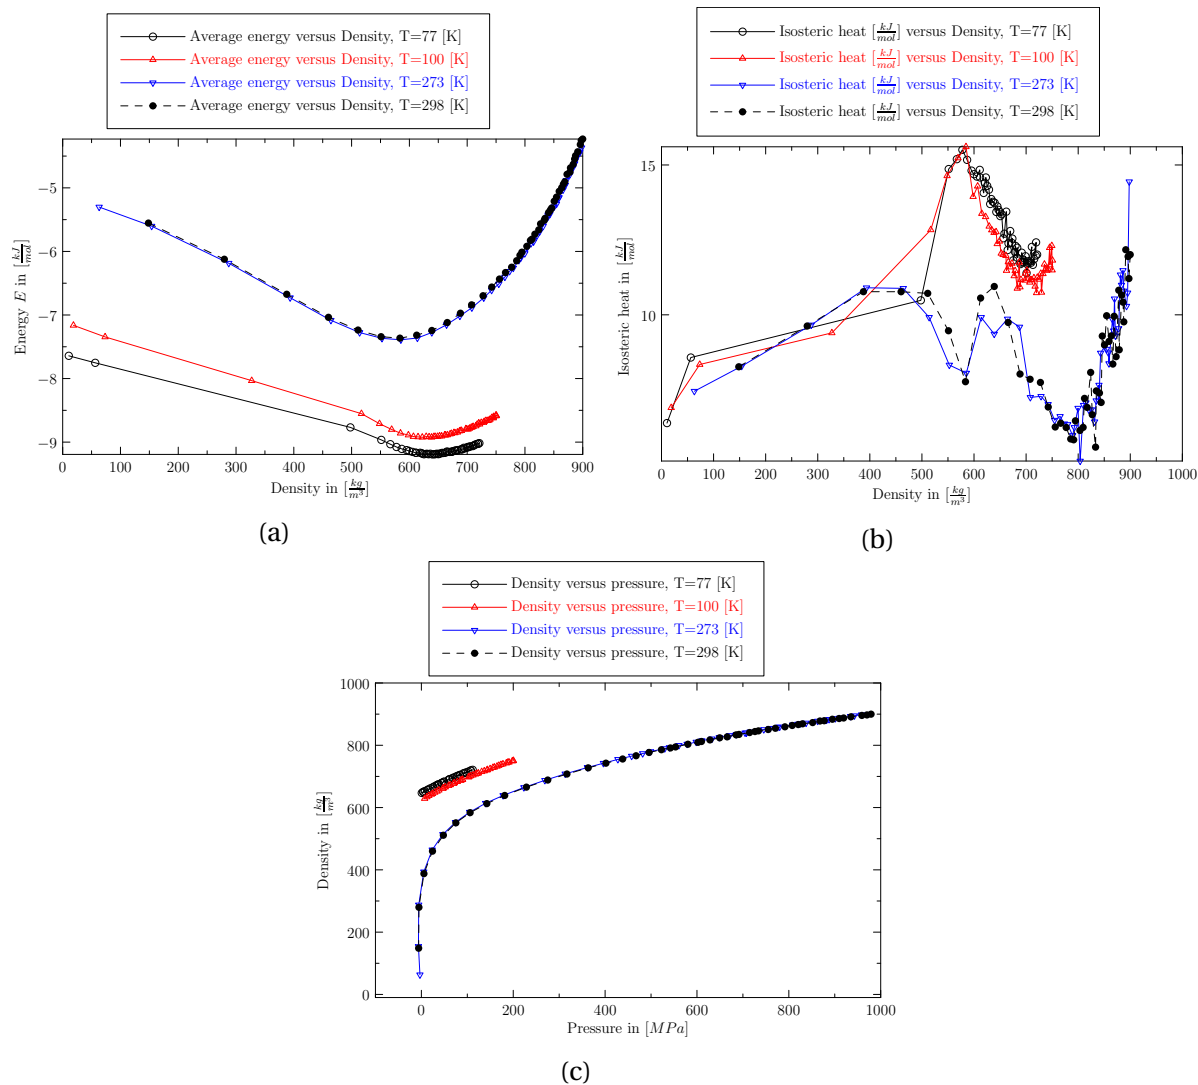 Average energy versus Density, T=77 [K]
Average energy versus Density, T=100 [K]
Average energy versus Density, T=273 [K]
Average energy versus Density, T=298 [K]
−5
−6
−7
−8
−9
Energy E in [kJ/mol]
0 100 200 300 400 500 600 700 800 900
Density in [kg/m³]
(a)
Isosteric heat [kJ/mol] versus Density, T=77 [K]
Isosteric heat [kJ/mol] versus Density, T=100 [K]
Isosteric heat [kJ/mol] versus Density, T=273 [K]
Isosteric heat [kJ/mol] versus Density, T=298 [K]
15
10
Isosteric heat in [kJ/mol]
0 100 200 300 400 500 600 700 800 900 1000
Density in [kg/m³]
(b)
Density versus pressure, T=77 [K]
Density versus pressure, T=100 [K]
Density versus pressure, T=273 [K]
Density versus pressure, T=298 [K]
1000
800
600
400
200
0
Density in [kg/m³]
0 200 400 600 800 1000
Pressure in [MPa]
(c)